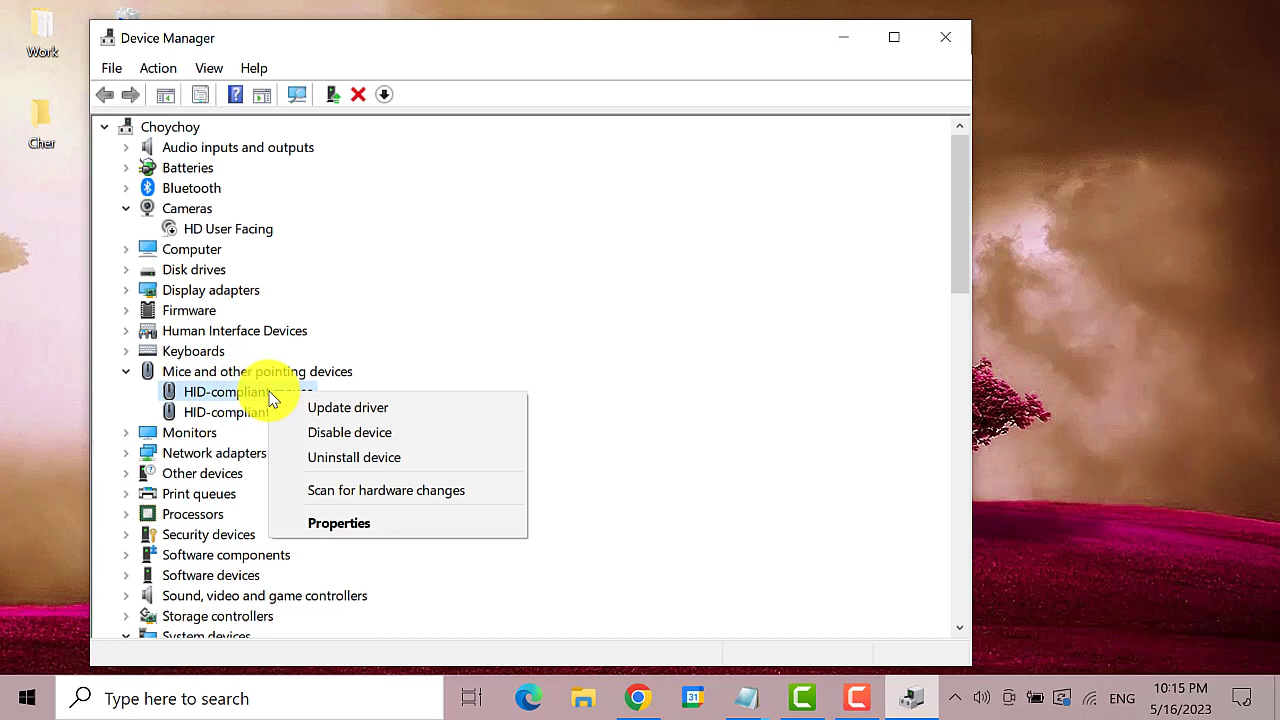 Work
Cher
Device Manager
File Action View Help
Choychoy
Audio inputs and outputs
Batteries
Bluetooth
Cameras
HD User Facing
Computer
Disk drives
Display adapters
Firmware
Human Interface Devices
Keyboards
Mice and other pointing devices
HID-compliant
HID-compliant
Update driver
Disable device
Uninstall device
Scan for hardware changes
Properties
Monitors
Network adapters
Other devices
Print queues
Processors
Security devices
Software components
Software devices
Sound, video and game controllers
Storage controllers
System devices
Type here to search
31
ENG
10:15 PM
5/16/2023